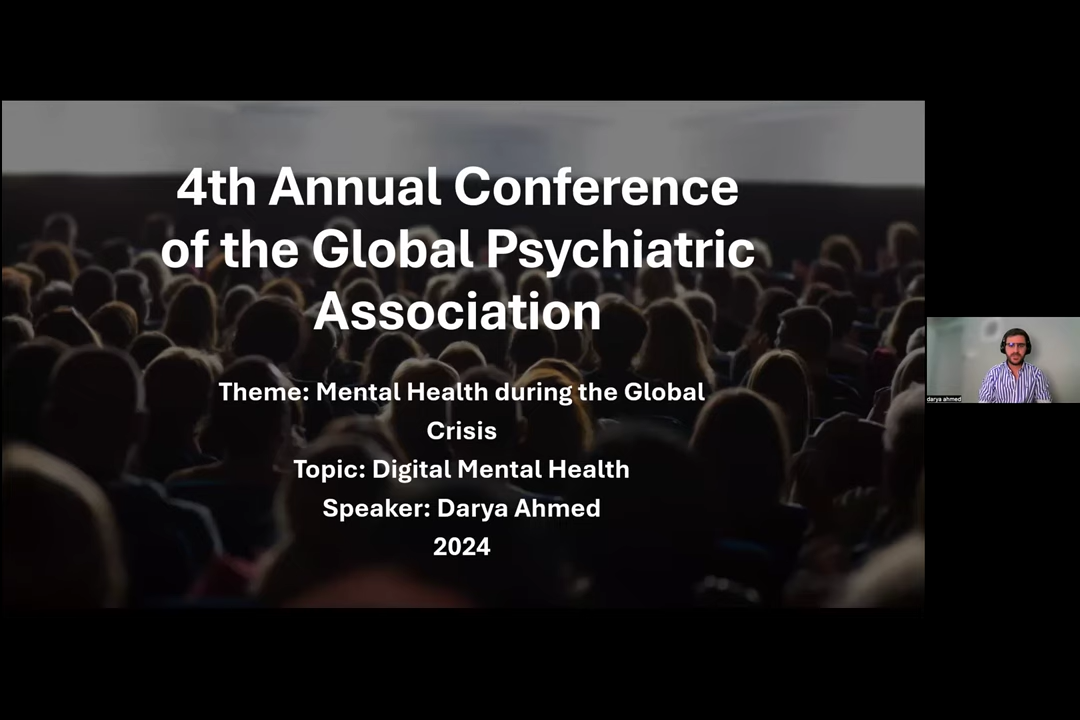 4th Annual Conference
of the Global Psychiatric
Association
Theme: Mental Health during the Global
Crisis
Topic: Digital Mental Health
Speaker: Darya Ahmed
2024
darya ahmed